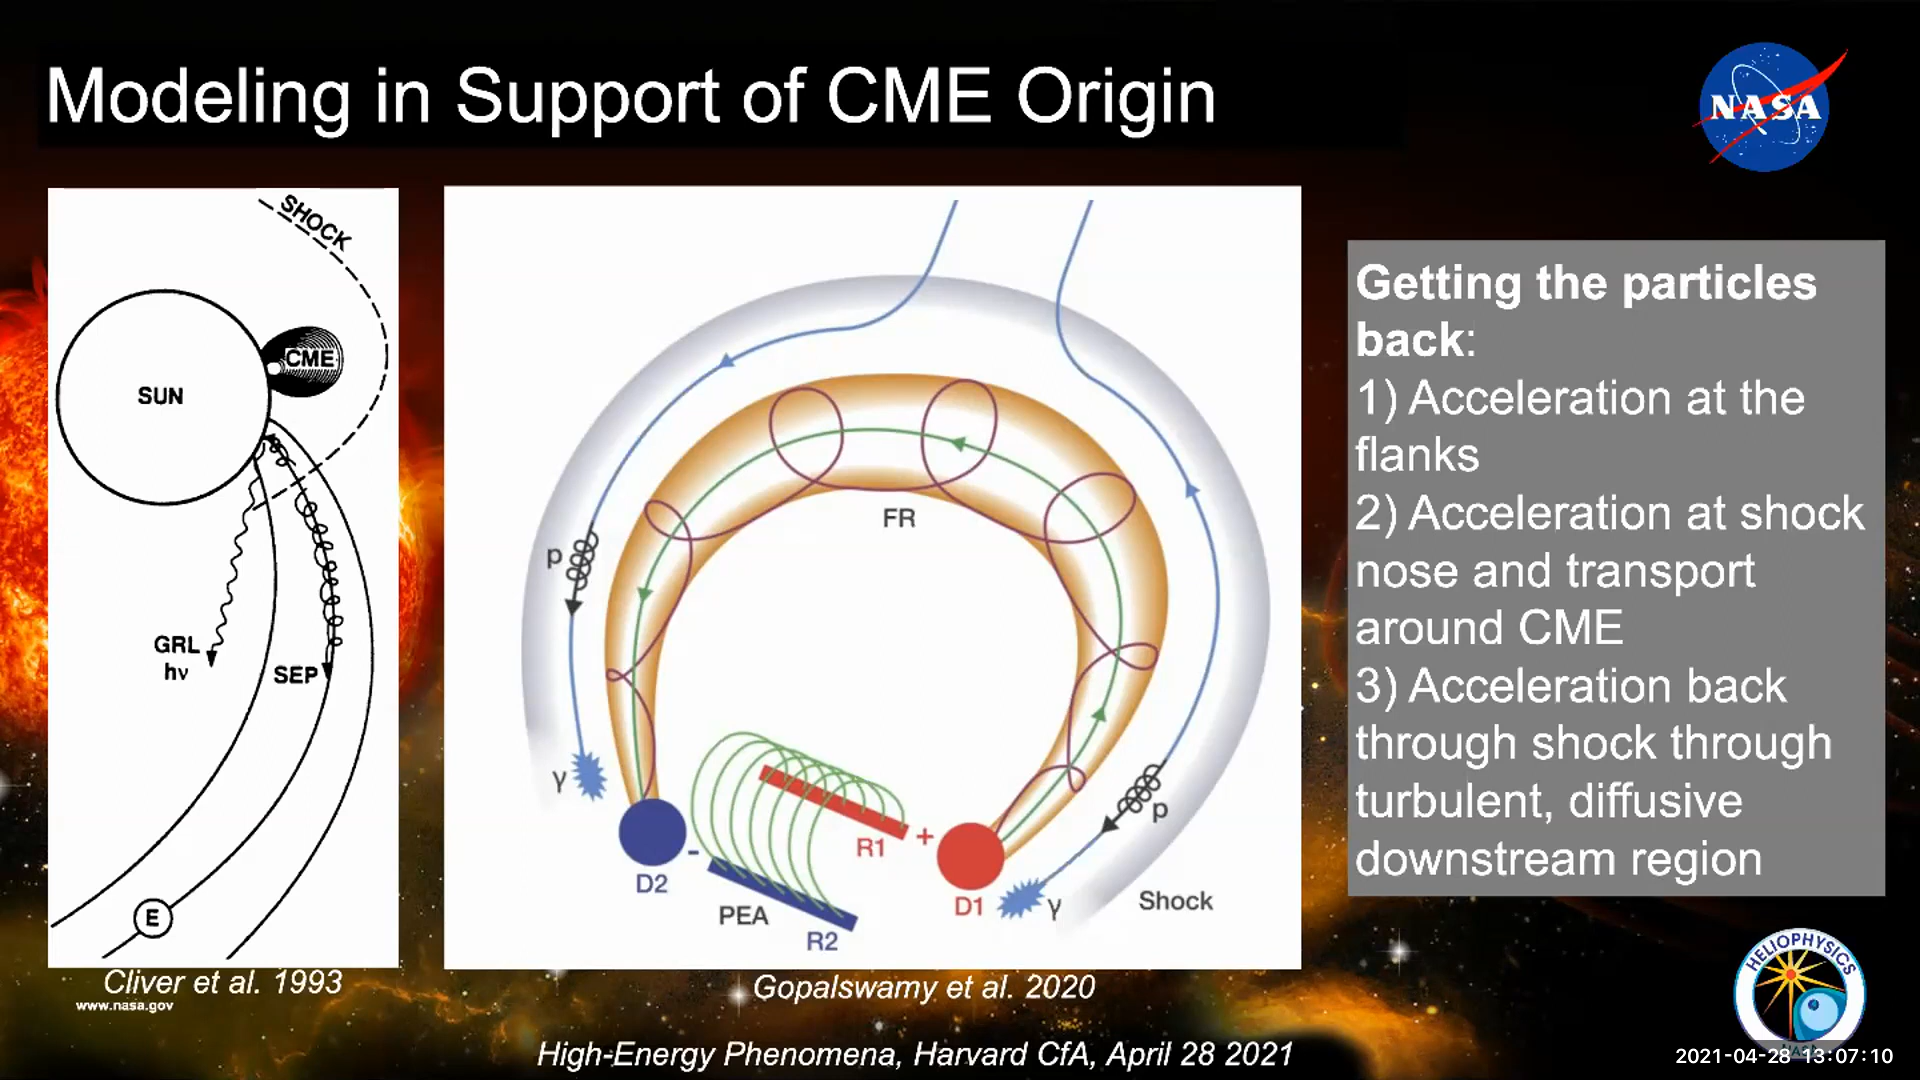 Modeling in Support of CME Origin
NASA
SHOCK
CME
SUN
GRL
hν
SEP
E
Cliver et al. 1993
www.nasa.gov
FR
p
γ
p
R1
+
-
D2
D1
γ
Shock
PEA
R2
Gopalswamy et al. 2020
Getting the particles
back:
1) Acceleration at the
flanks
2) Acceleration at shock
nose and transport
around CME
3) Acceleration back
through shock through
turbulent, diffusive
downstream region
HELIOPHYSICS
NASA
High-Energy Phenomena, Harvard CfA, April 28 2021
2021-04-28 13:07:10